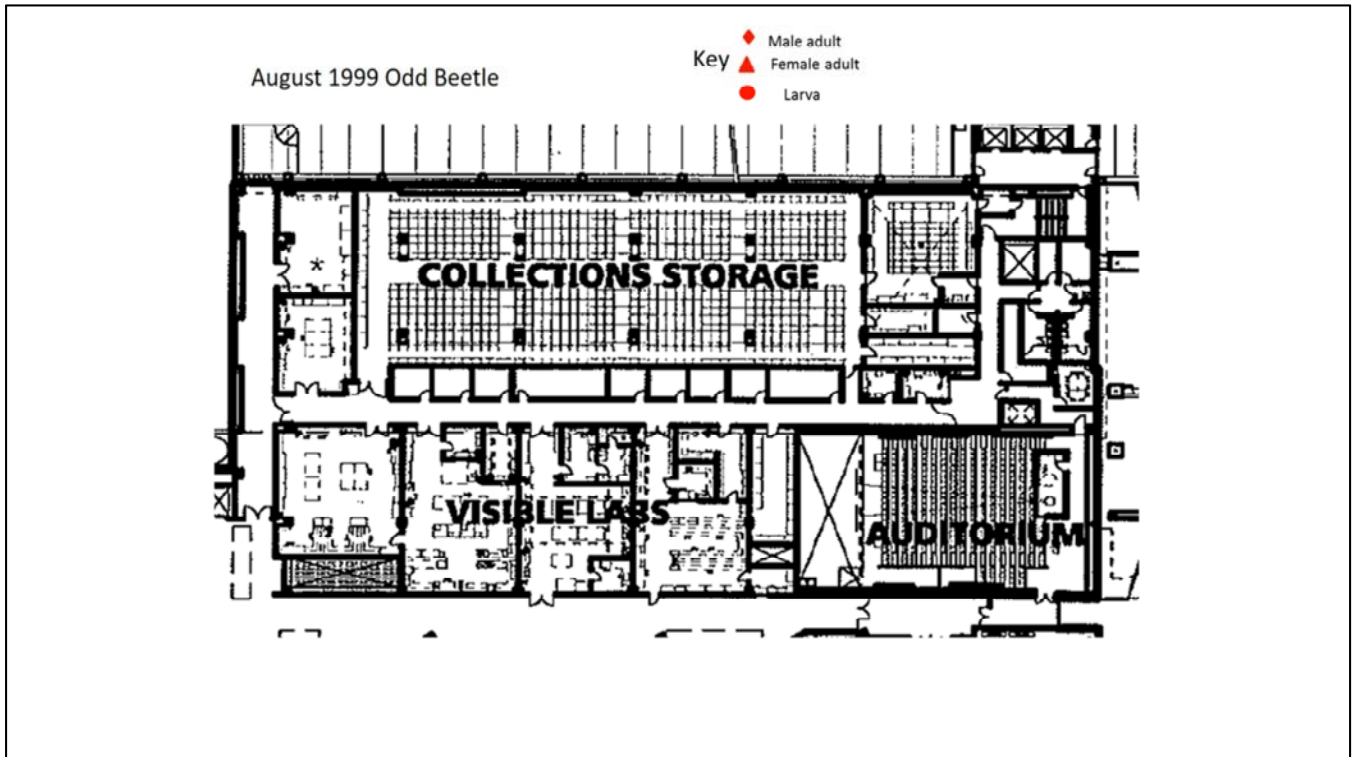 August 1999 Odd Beetle
Key
Male adult
Female adult
Larva
COLLECTIONS STORAGE
VISIBLE LABS
AUDITORIUM